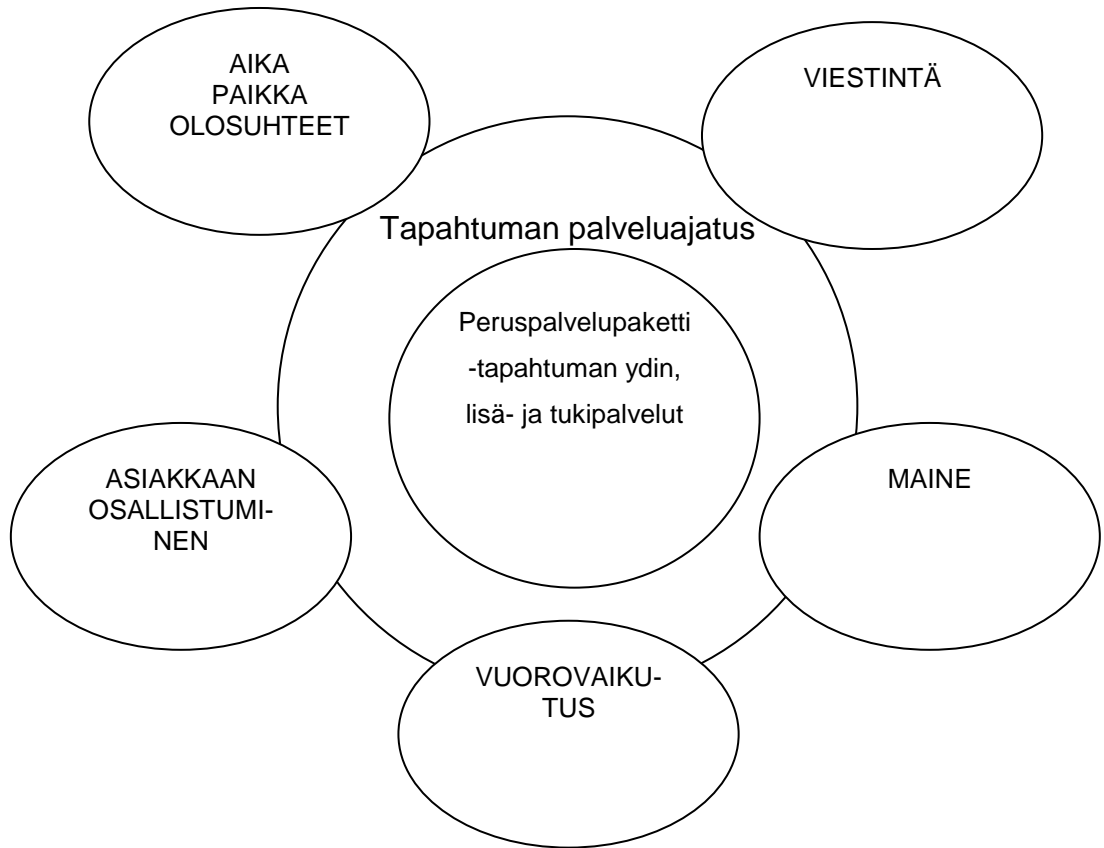 AIKA
PAIKKA
OLOSUHTEET
VIESTINTÄ
Tapahtuman palveluajatus
Peruspalvelupaketti
-tapahtuman ydin,
lisä- ja tukipalvelut
ASIAKKAAN
OSALLISTUMI-
NEN
MAINE
VUOROVAIKU-
TUS